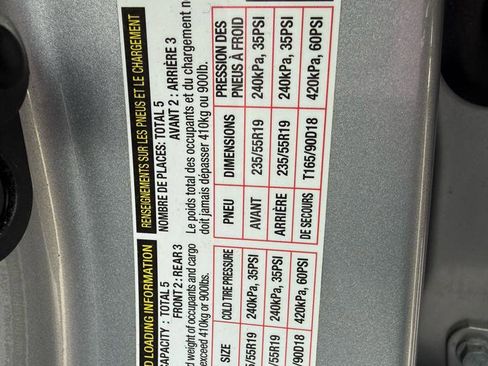 RENSEIGNEMENTS SUR LES PNEUS ET LE CHARGEMENT
NOMBRE DE PLACES: TOTAL 5
AVANT 2 : ARRIÈRE 3
Le poids total des occupants et du chargement n
doit jamais dépasser 410kg ou 900lb.
PNEU DIMENSIONS PRESSION DES PNEUS À FROID
AVANT 235/55R19 240kPa, 35PSI
ARRIÈRE 235/55R19 240kPa, 35PSI
DE SECOURS T165/90D18 420kPa, 60PSI
D LOADING INFORMATION
CAPACITY : TOTAL 5
FRONT 2 : REAR 3
d weight of occupants and cargo
exceed 410kg or 900lbs.
SIZE COLD TIRE PRESSURE
/55R19 240kPa, 35PSI
/55R19 240kPa, 35PSI
/90D18 420kPa, 60PSI